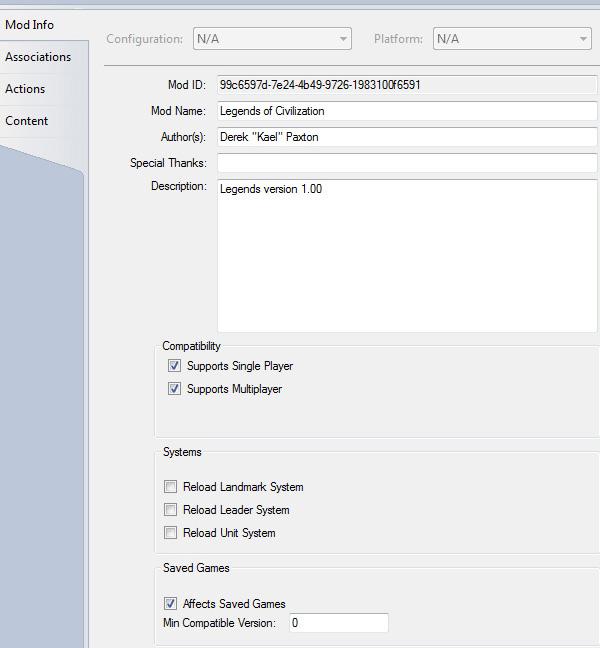 Mod Info
Associations
Actions
Content
Configuration: N/A Platform: N/A
Mod ID: 99c6597d-7e24-4b49-9726-1983100f6591
Mod Name: Legends of Civilization
Author(s): Derek "Kael" Paxton
Special Thanks:
Description: Legends version 1.00
Compatibility
Supports Single Player
Supports Multiplayer
Systems
Reload Landmark System
Reload Leader System
Reload Unit System
Saved Games
Affects Saved Games
Min Compatible Version: 0